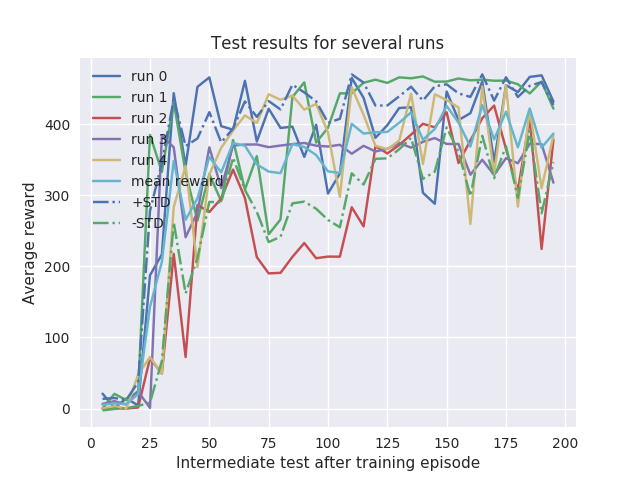 Test results for several runs
Average reward
400
300
200
100
0
run 0
run 1
run 2
run 3
run 4
mean reward
+STD
-STD
0
25
50
75
100
125
150
175
200
Intermediate test after training episode